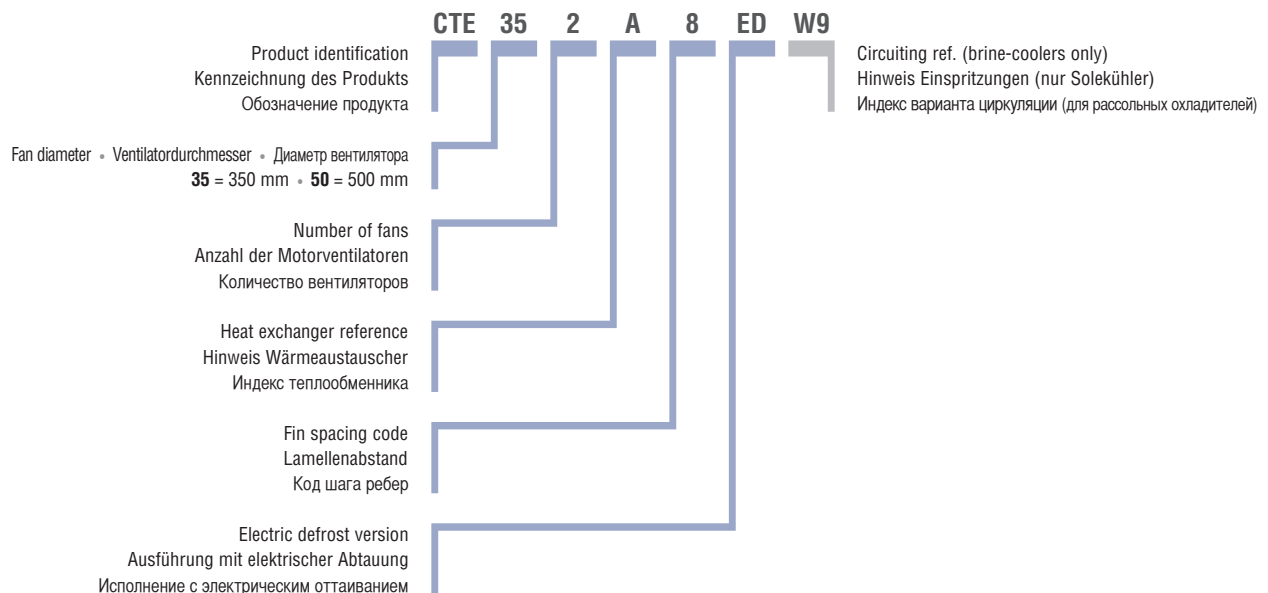 CTE 35 2 A 8 ED W9
Product identification
Kennzeichnung des Produkts
Обозначение продукта
Circuiting ref. (brine-coolers only)
Hinweis Einspritzungen (nur Solekühler)
Индекс варианта циркуляции (для рассольных охладителей)
Fan diameter • Ventilatordurchmesser • Диаметр вентилятора
35 = 350 mm • 50 = 500 mm
Number of fans
Anzahl der Motorventilatoren
Количество вентиляторов
Heat exchanger reference
Hinweis Wärmeaustauscher
Индекс теплообменника
Fin spacing code
Lamellenabstand
Код шага ребер
Electric defrost version
Ausführung mit elektrischer Abtauung
Исполнение с электрическим оттаиванием